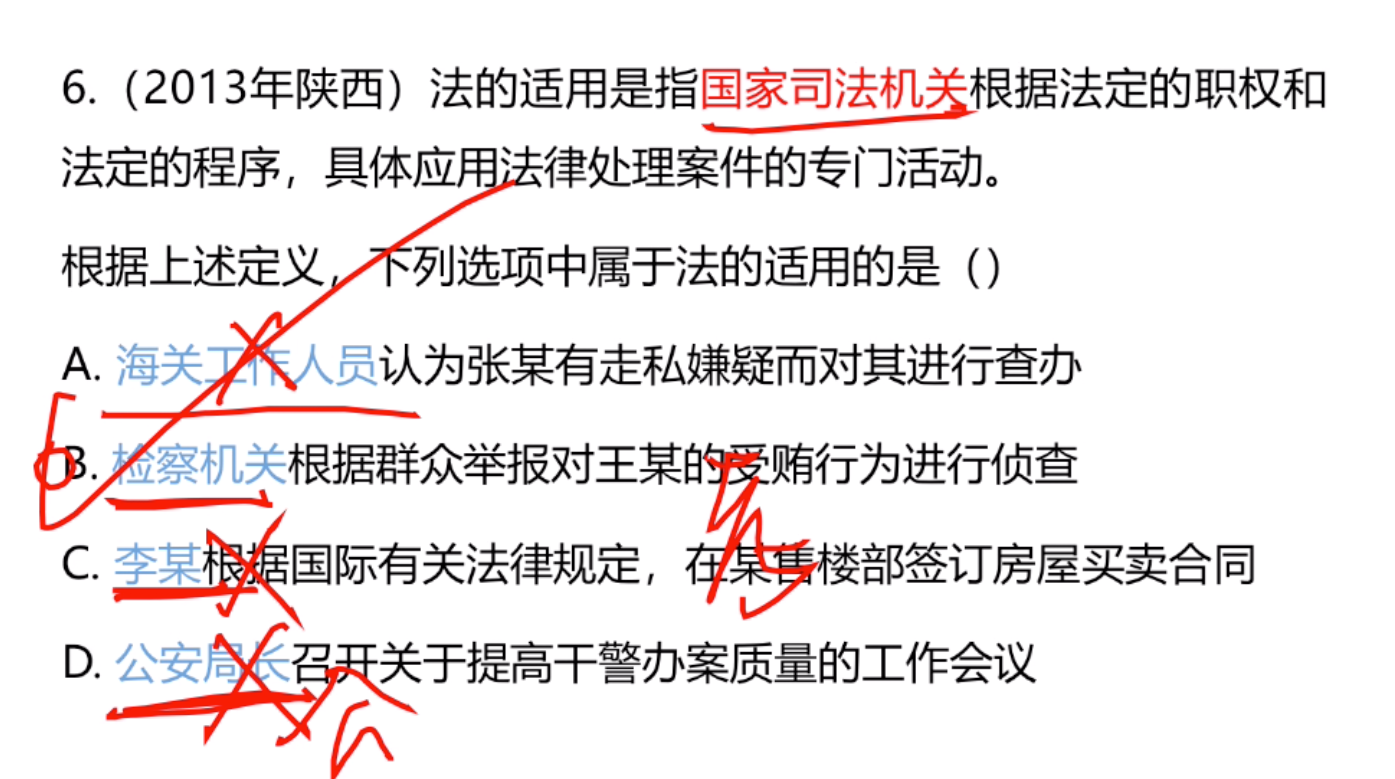 6.（2013年陕西）法的适用是指国家司法机关根据法定的职权和
法定的程序，具体应用法律处理案件的专门活动。
根据上述定义，下列选项中属于法的适用的是（）
A. 海关工作人员认为张某有走私嫌疑而对其进行查办
B. 检察机关根据群众举报对王某的受贿行为进行侦查
C. 李某根据国际有关法律规定，在某售楼部签订房屋买卖合同
D. 公安局长召开关于提高干警办案质量的工作会议